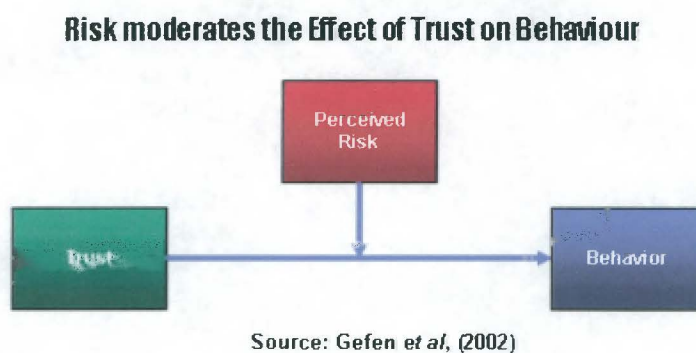 Risk moderates the Effect of Trust on Behaviour
Perceived
Risk
Trust
Behavior
Source: Gefen et al, (2002)